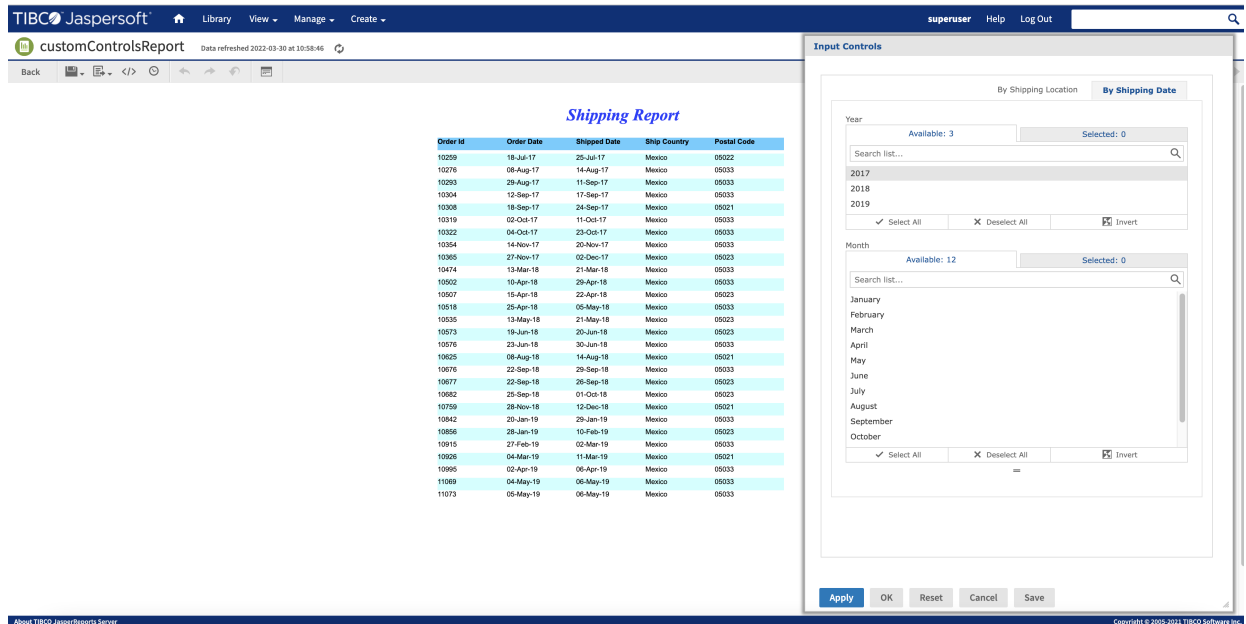 TIBCO Jaspersoft® Library View Manage Create superuser Help Log Out
customControlsReport Data refreshed 2022-03-30 at 10:58:46
Back
Shipping Report
Order Id Order Date Shipped Date Ship Country Postal Code
10259 18-Jul-17 25-Jul-17 Mexico 05022
10276 08-Aug-17 14-Aug-17 Mexico 05033
10293 29-Aug-17 11-Sep-17 Mexico 05033
10304 12-Sep-17 17-Sep-17 Mexico 05033
10308 18-Sep-17 24-Sep-17 Mexico 05021
10319 02-Oct-17 11-Oct-17 Mexico 05033
10322 04-Oct-17 23-Oct-17 Mexico 05033
10354 14-Nov-17 20-Nov-17 Mexico 05033
10365 27-Nov-17 02-Dec-17 Mexico 05023
10474 13-Mar-18 21-Mar-18 Mexico 05033
10502 10-Apr-18 29-Apr-18 Mexico 05033
10507 15-Apr-18 22-Apr-18 Mexico 05023
10518 25-Apr-18 05-May-18 Mexico 05033
10535 13-May-18 21-May-18 Mexico 05023
10573 19-Jun-18 20-Jun-18 Mexico 05023
10576 23-Jun-18 30-Jun-18 Mexico 05033
10625 08-Aug-18 14-Aug-18 Mexico 05021
10676 22-Sep-18 29-Sep-18 Mexico 05033
10677 22-Sep-18 26-Sep-18 Mexico 05023
10682 25-Sep-18 01-Oct-18 Mexico 05023
10759 28-Nov-18 12-Dec-18 Mexico 05021
10842 20-Jan-19 29-Jan-19 Mexico 05033
10856 28-Jan-19 10-Feb-19 Mexico 05023
10915 27-Feb-19 02-Mar-19 Mexico 05033
10926 04-Mar-19 11-Mar-19 Mexico 05021
10995 02-Apr-19 06-Apr-19 Mexico 05033
11069 04-May-19 06-May-19 Mexico 05033
11073 05-May-19 06-May-19 Mexico 05033
Input Controls
By Shipping Location By Shipping Date
Year
Available: 3 Selected: 0
Search list...
2017
2018
2019
Select All Deselect All Invert
Month
Available: 12 Selected: 0
Search list...
January
February
March
April
May
June
July
August
September
October
Select All Deselect All Invert
Apply OK Reset Cancel Save
About TIBCO JasperReports Server Copyright © 2005-2021 TIBCO Software Inc.